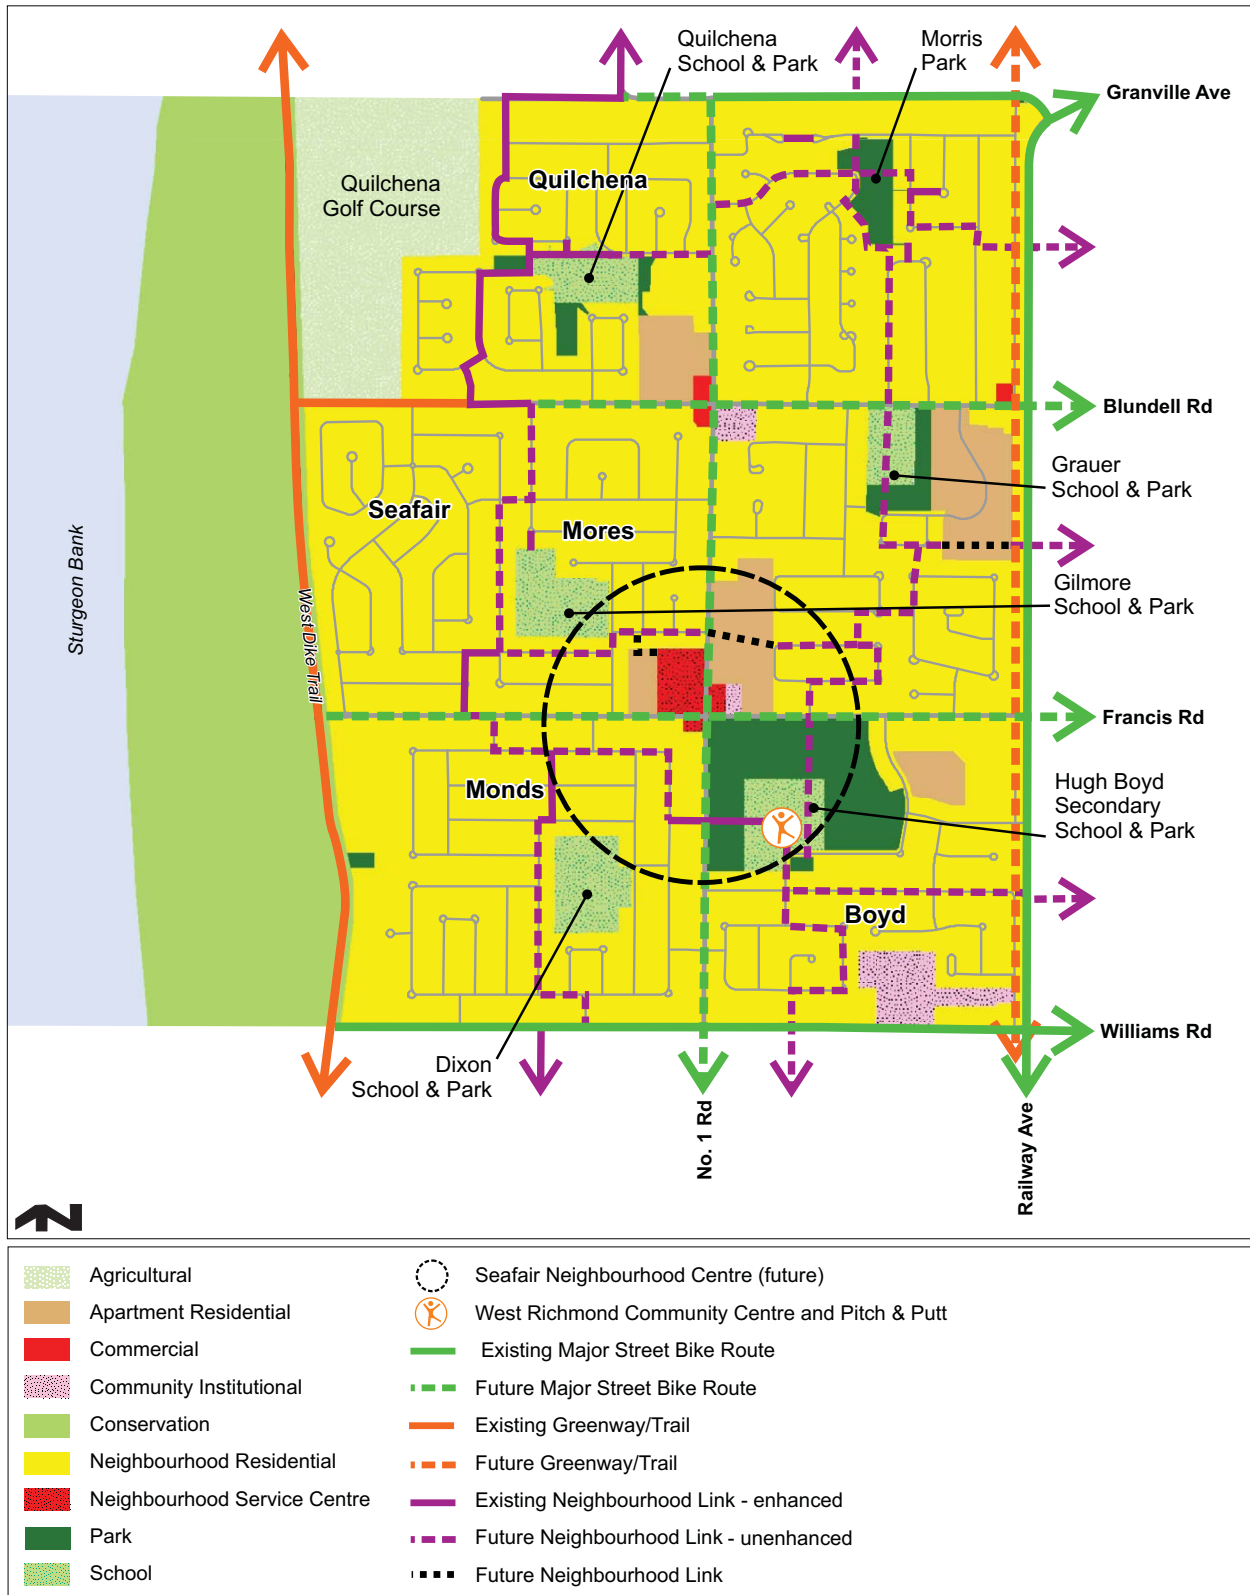 Quilchena
School & Park
Morris
Park
Granville Ave
Quilchena
Golf Course
Quilchena
Blundell Rd
Grauer
School & Park
Seafair
Mores
Sturgeon Bank
West Dike Trail
Gilmore
School & Park
Francis Rd
Monds
Hugh Boyd
Secondary
School & Park
Boyd
Williams Rd
Dixon
School & Park
No. 1 Rd
Railway Ave
Agricultural
Apartment Residential
Commercial
Community Institutional
Conservation
Neighbourhood Residential
Neighbourhood Service Centre
Park
School
Seafair Neighbourhood Centre (future)
West Richmond Community Centre and Pitch & Putt
Existing Major Street Bike Route
Future Major Street Bike Route
Existing Greenway/Trail
Future Greenway/Trail
Existing Neighbourhood Link - enhanced
Future Neighbourhood Link - unenhanced
Future Neighbourhood Link